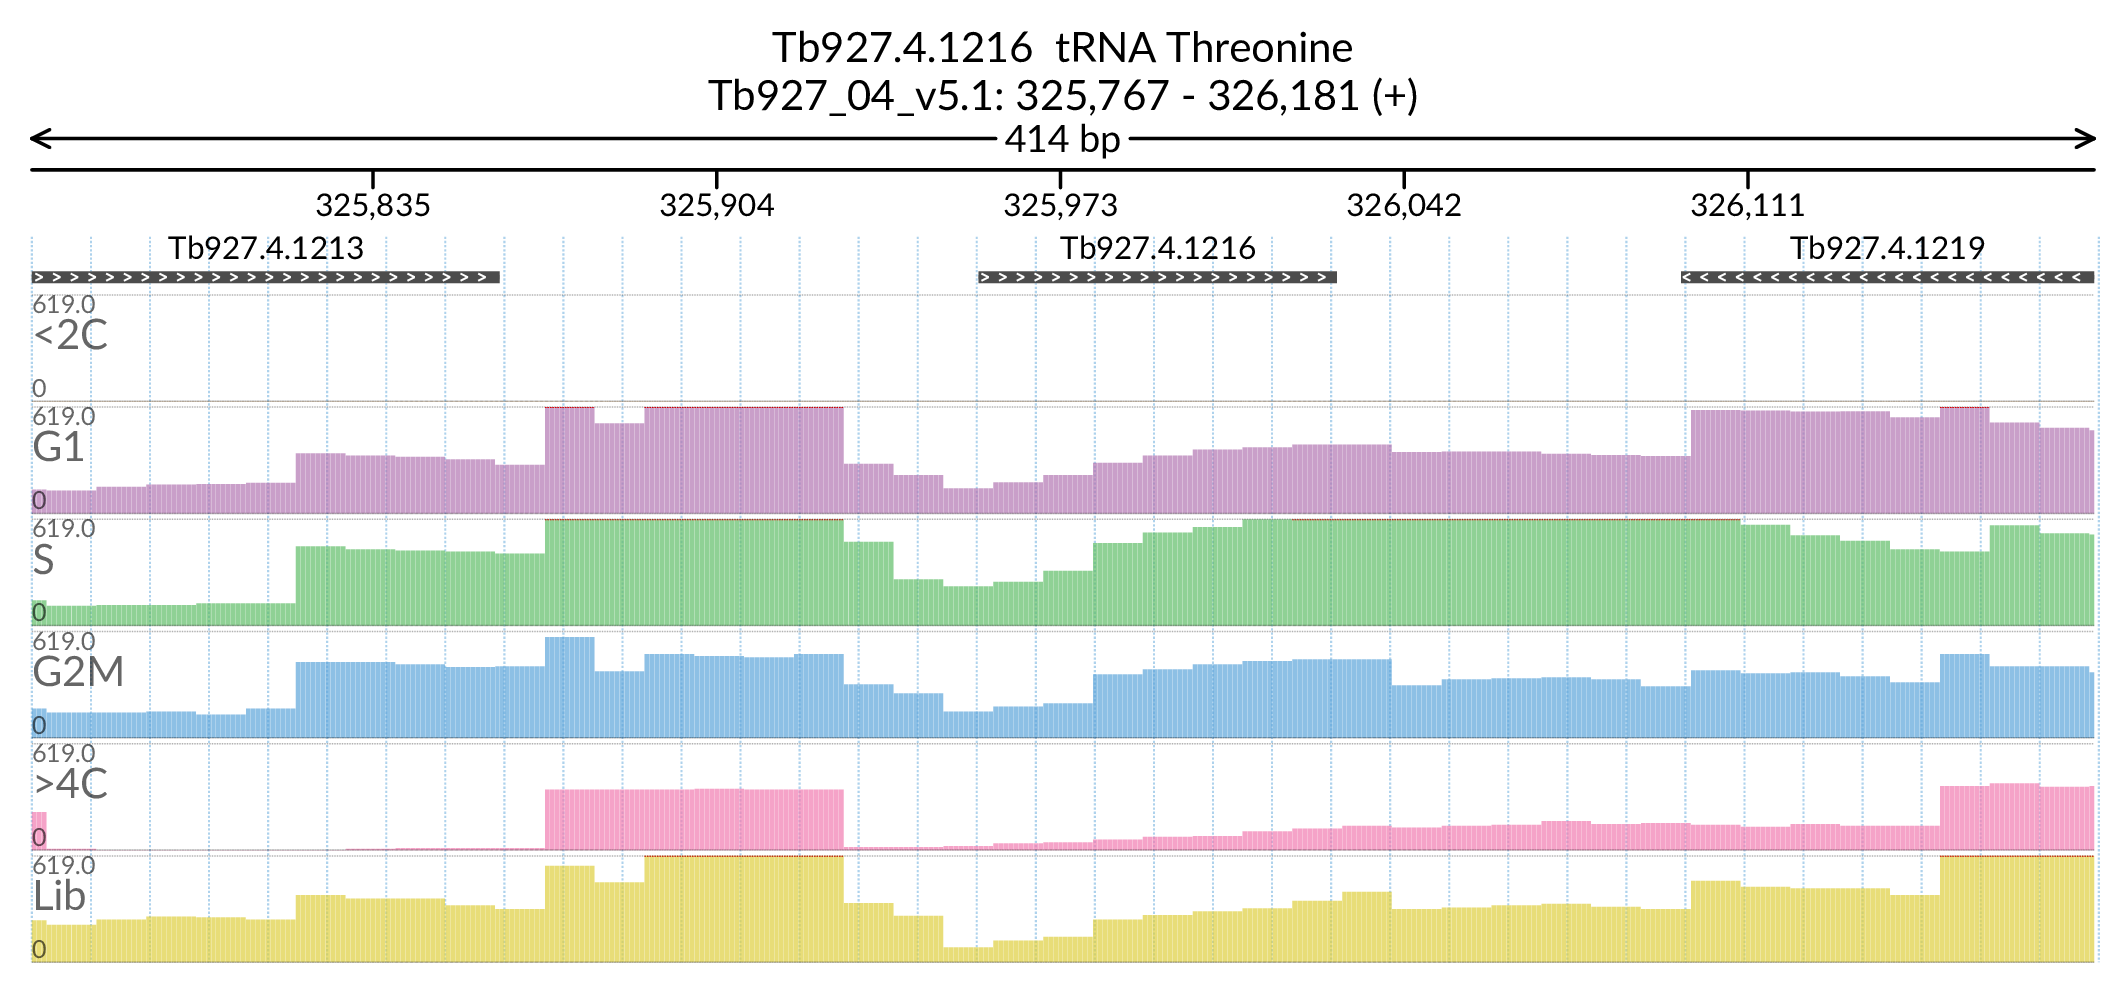 Tb927.4.1216 tRNA Threonine
Tb927_04_v5.1: 325,767 - 326,181 (+)
414 bp
325,835 325,904 325,973 326,042 326,111
Tb927.4.1213 Tb927.4.1216 Tb927.4.1219
619.0
<2C
0
619.0
G1
0
619.0
S
0
619.0
G2M
0
619.0
>4C
0
619.0
Lib
0